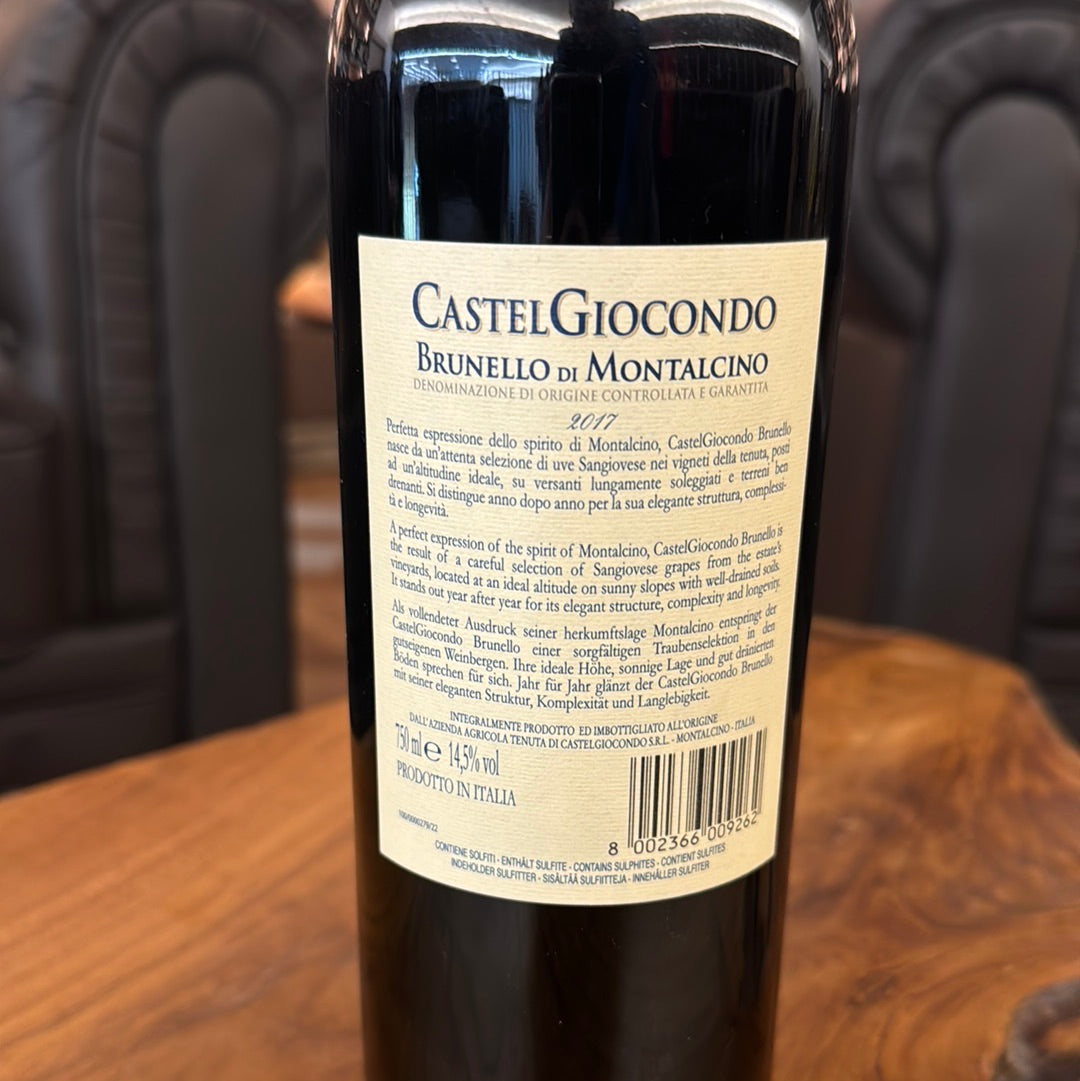 CASTELGIOCONDO
BRUNELLO DI MONTALCINO
DENOMINAZIONE DI ORIGINE CONTROLLATA E GARANTITA
2017
Perfetta espressione dello spirito di Montalcino, CastelGiocondo Brunello
nasce da un'attenta selezione di uve Sangiovese nei vigneti della tenuta, posti
ad un'altitudine ideale, su versanti lungamente soleggiati e terreni ben
drenanti. Si distingue anno dopo anno per la sua elegante struttura, complessi-
tà e longevità.
A perfect expression of the spirit of Montalcino, CastelGiocondo Brunello is
the result of a careful selection of Sangiovese grapes from the estate's
vineyards, located at an ideal altitude on sunny slopes with well-drained soils.
It stands out year after year for its elegant structure, complexity and longevity.
Als vollendeter Ausdruck seiner herkumftslage Montalcino entspringt der
CastelGiocondo Brunello einer sorgfältigen Traubenselektion in den
gutseigenen Weinbergen. Ihre ideale Höhe, sonnige Lage und gut dränierten
Böden sprechen für sich. Jahr für Jahr glänzt der CastelGiocondo Brunello
mit seiner eleganten Struktur, Komplexität und Langlebigkeit.
INTEGRALMENTE PRODOTTO ED IMBOTTIGLIATO ALL'ORIGINE
DALL'AZIENDA AGRICOLA TENUTA DI CASTELGIOCONDO S.R.L. - MONTALCINO - ITALIA
750 ml e 14,5% vol
PRODOTTO IN ITALIA
8 002366 009262
CONTIENE SOLFITI - ENTHÄLT SULFITE - CONTAINS SULPHITES - CONTIENT SULFITES
INDEHOLDER SULFITTER - SISÄLTÄÄ SULFIITTEJA - INNEHÅLLER SULFITER